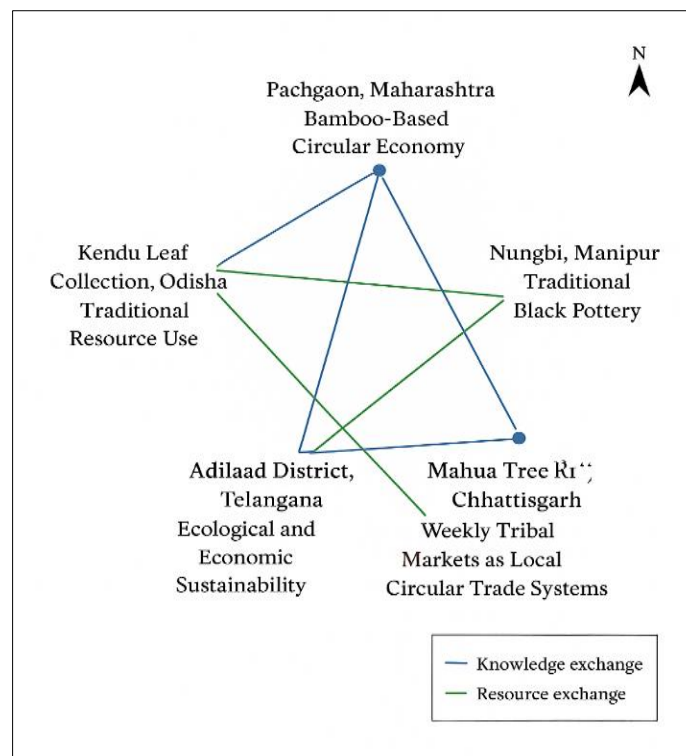 N
Pachgaon, Maharashtra
Bamboo-Based
Circular Economy
Kendu Leaf
Collection, Odisha
Traditional
Resource Use
Nungbi, Manipur
Traditional
Black Pottery
Adilaad District,
Telangana
Ecological and
Economic
Sustainability
Mahua Tree
Chhattisgarh
Weekly Tribal
Markets as Local
Circular Trade Systems
Knowledge exchange
Resource exchange